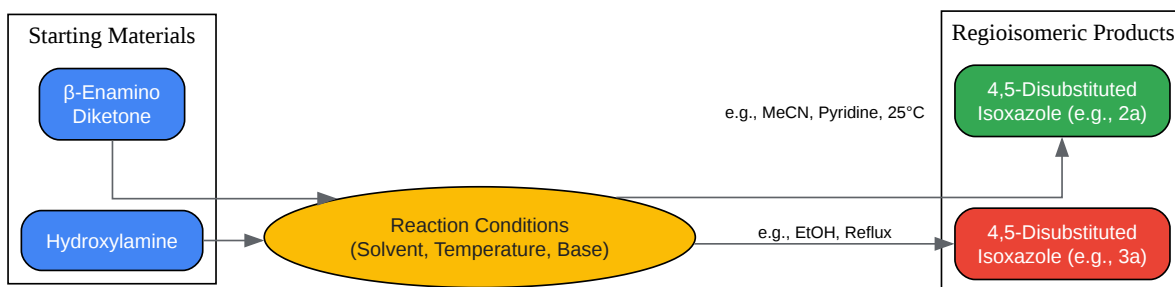 Starting Materials
β-Enamino
Diketone
Hydroxylamine
Reaction Conditions
(Solvent, Temperature, Base)
e.g., MeCN, Pyridine, 25°C
e.g., EtOH, Reflux
Regioisomeric Products
4,5-Disubstituted
Isoxazole (e.g., 2a)
4,5-Disubstituted
Isoxazole (e.g., 3a)